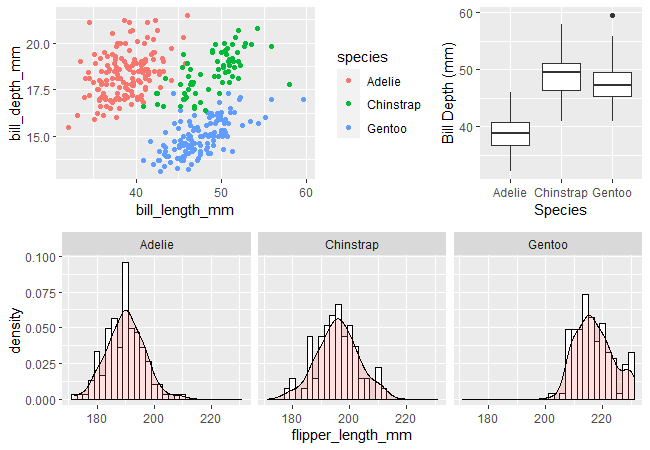 bill_depth_mm
20.0
17.5
15.0
40
50
60
bill_length_mm
species
Adelie
Chinstrap
Gentoo
Bill Depth (mm)
60
50
40
Adelie
Chinstrap
Gentoo
Species
Adelie
Chinstrap
Gentoo
density
0.100
0.075
0.050
0.025
0.000
180
200
220
180
200
220
180
200
220
flipper_length_mm